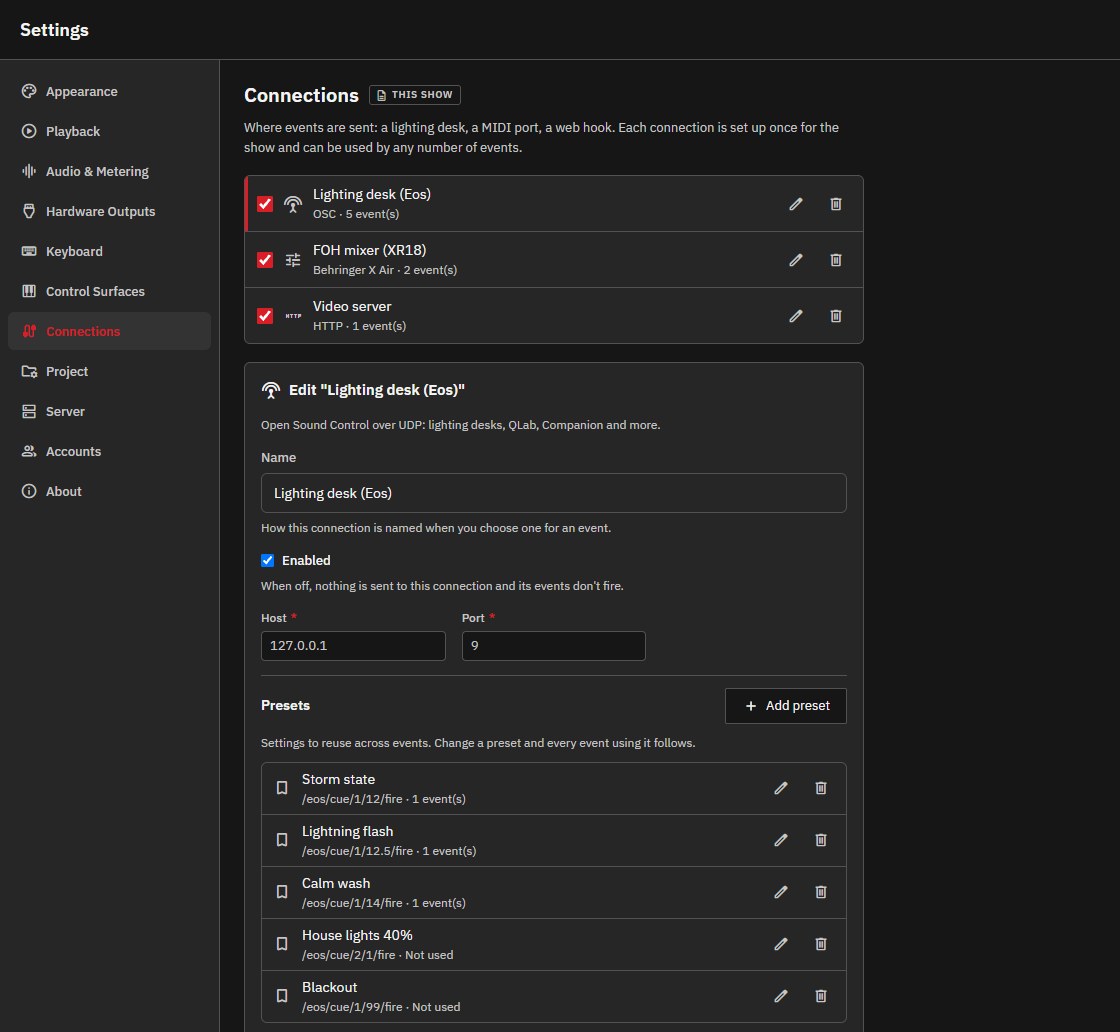 Settings
Appearance
Playback
Audio & Metering
Hardware Outputs
Keyboard
Control Surfaces
Connections
Project
Server
Accounts
About
Connections
THIS SHOW
Where events are sent: a lighting desk, a MIDI port, a web hook. Each connection is set up once for the
show and can be used by any number of events.
Lighting desk (Eos)
OSC · 5 event(s)
FOH mixer (XR18)
Behringer X Air · 2 event(s)
HTTP
Video server
HTTP · 1 event(s)
Edit "Lighting desk (Eos)"
Open Sound Control over UDP: lighting desks, QLab, Companion and more.
Name
Lighting desk (Eos)
How this connection is named when you choose one for an event.
Enabled
When off, nothing is sent to this connection and its events don't fire.
Host * Port *
127.0.0.1 9
Presets
Add preset
Settings to reuse across events. Change a preset and every event using it follows.
Storm state
/eos/cue/1/12/fire · 1 event(s)
Lightning flash
/eos/cue/1/12.5/fire · 1 event(s)
Calm wash
/eos/cue/1/14/fire · 1 event(s)
House lights 40%
/eos/cue/2/1/fire · Not used
Blackout
/eos/cue/1/99/fire · Not used